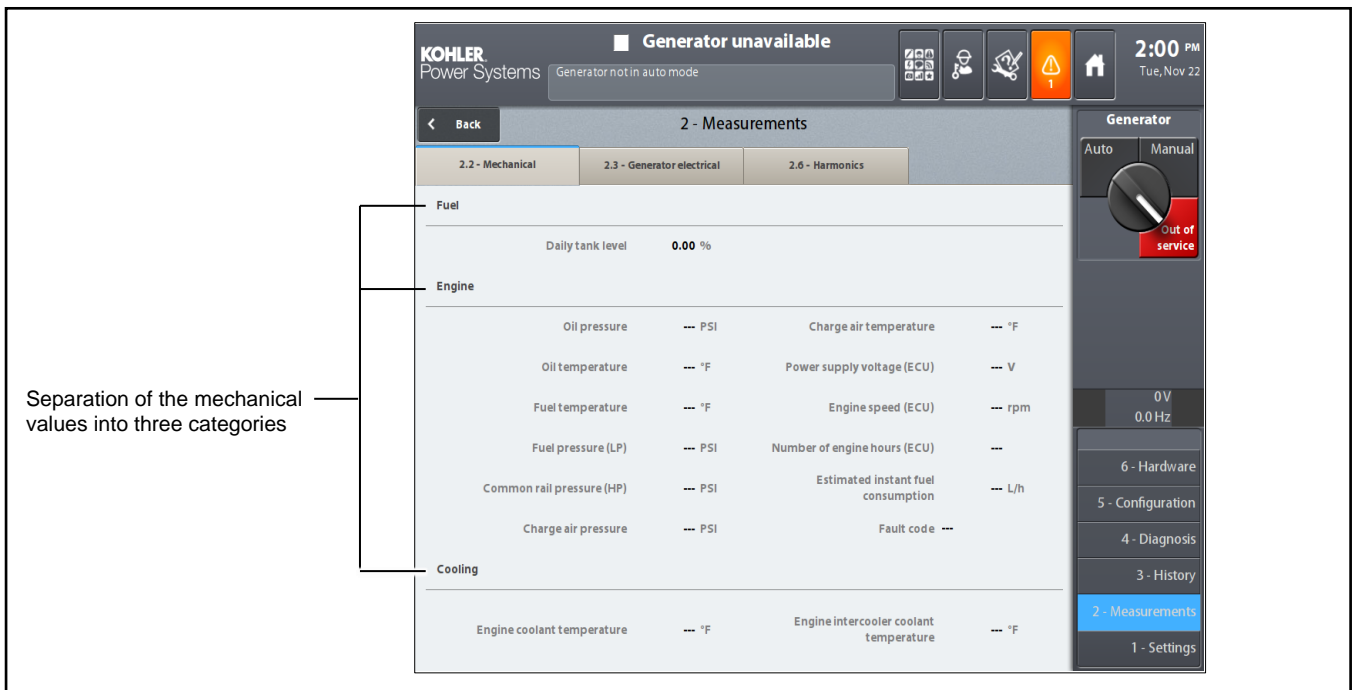 KOHLER.
Power Systems
Generator unavailable
Generator not in auto mode
1
2:00 PM
Tue, Nov 22
Back
2 - Measurements
2.2 - Mechanical
2.3 - Generator electrical
2.6 - Harmonics
Generator
Auto
Manual
Out of
service
Separation of the mechanical
values into three categories
Fuel
Daily tank level 0.00 %
Engine
Oil pressure --- PSI
Charge air temperature --- °F
Oil temperature --- °F
Power supply voltage (ECU) --- V
Fuel temperature --- °F
Engine speed (ECU) --- rpm
Fuel pressure (LP) --- PSI
Number of engine hours (ECU) ---
Common rail pressure (HP) --- PSI
Estimated instant fuel
consumption --- L/h
Charge air pressure --- PSI
Fault code ---
Cooling
Engine coolant temperature --- °F
Engine intercooler coolant
temperature --- °F
0 V
0.0 Hz
6 - Hardware
5 - Configuration
4 - Diagnosis
3 - History
2 - Measurements
1 - Settings